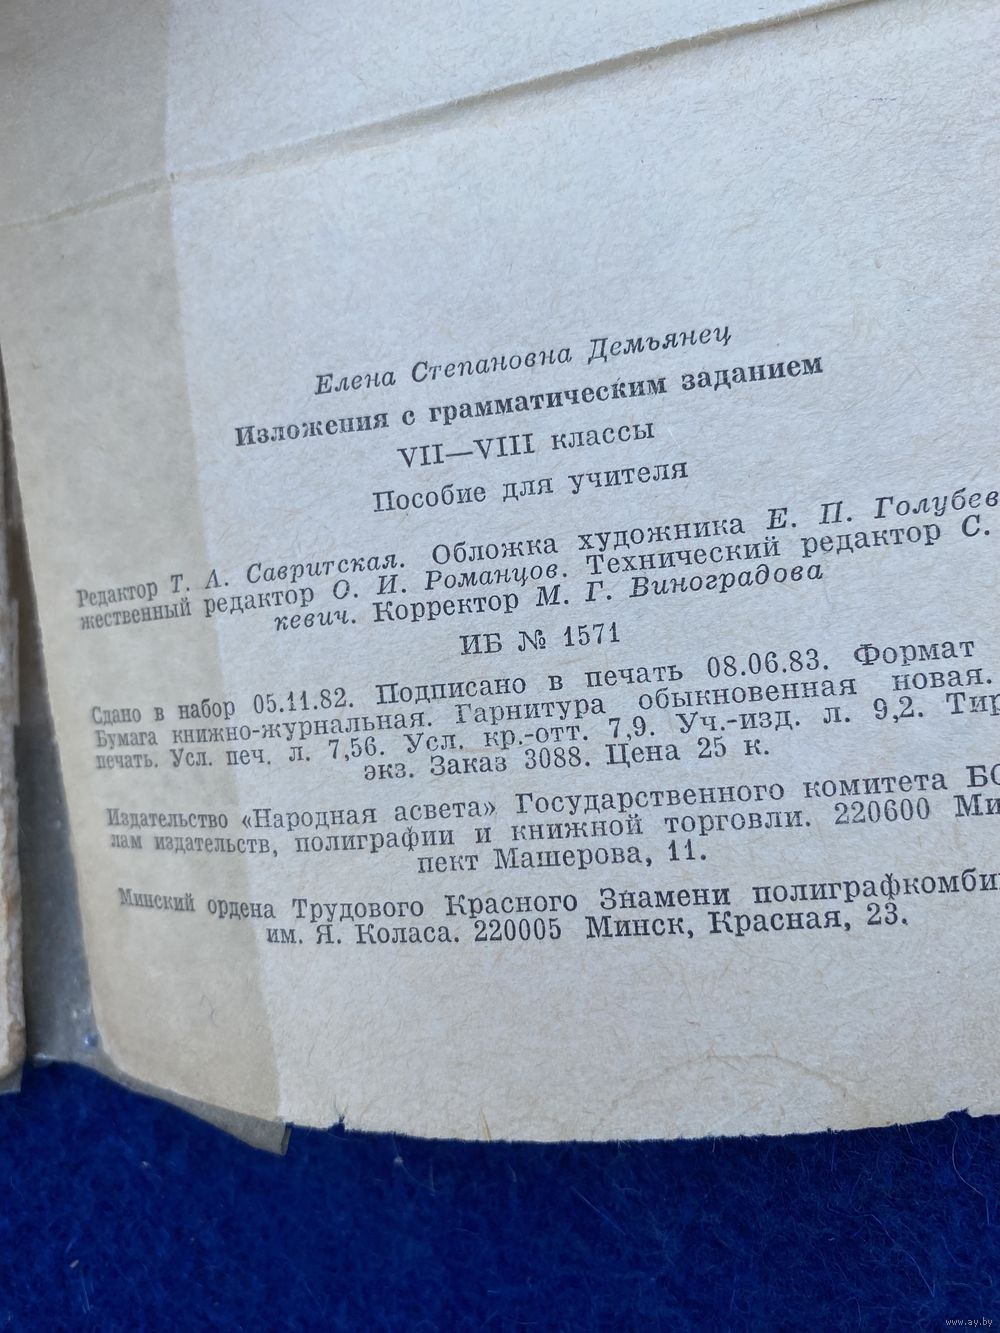 Елена Степановна Демьянец
Изложения с грамматическим заданием
VII—VIII классы
Пособие для учителя
Редактор Т. А. Савритская. Обложка художника Е. П. Голубев
жественный редактор О. И. Романцов. Технический редактор С.
кевич. Корректор М. Г. Виноградова
ИБ № 1571
Сдано в набор 05.11.82. Подписано в печать 08.06.83. Формат
Бумага книжно-журнальная. Гарнитура обыкновенная новая.
печать. Усл. печ. л. 7,56. Усл. кр.-отт. 7,9. Уч.-изд. л. 9,2. Тир
экз. Заказ 3088. Цена 25 к.
Издательство «Народная асвета» Государственного комитета БС
лам издательств, полиграфии и книжной торговли. 220600 Ми
пект Машерова, 11.
Минский ордена Трудового Красного Знамени полиграфкомби
им. Я. Коласа. 220005 Минск, Красная, 23.
www.ay.by